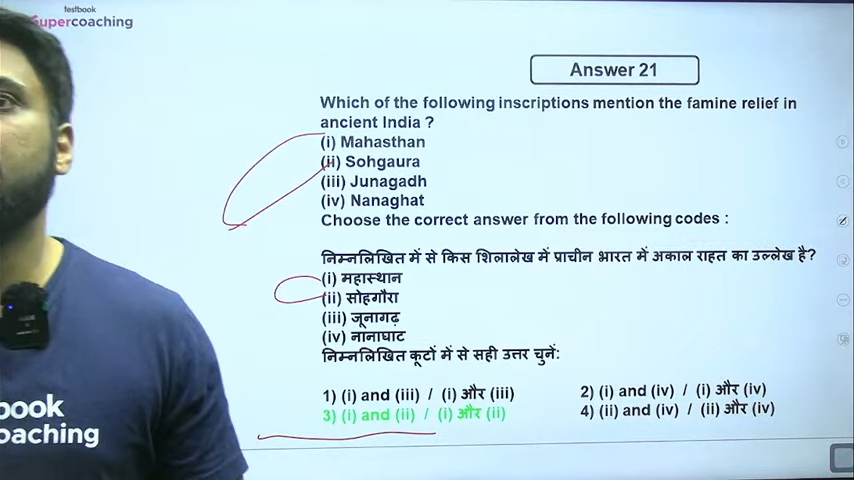 testbook
Supercoaching
Answer 21
Which of the following inscriptions mention the famine relief in
ancient India ?
(i) Mahasthan
(ii) Sohgaura
(iii) Junagadh
(iv) Nanaghat
Choose the correct answer from the following codes :
निम्नलिखित में से किस शिलालेख में प्राचीन भारत में अकाल राहत का उल्लेख है?
(i) महास्थान
(ii) सोहगौरा
(iii) जूनागढ़
(iv) नानाघाट
निम्नलिखित कूटों में से सही उत्तर चुनें:
1) (i) and (iii) / (i) और (iii)
2) (i) and (iv) / (i) और (iv)
3) (i) and (ii) / (i) और (ii)
4) (ii) and (iv) / (ii) और (iv)
book
oaching